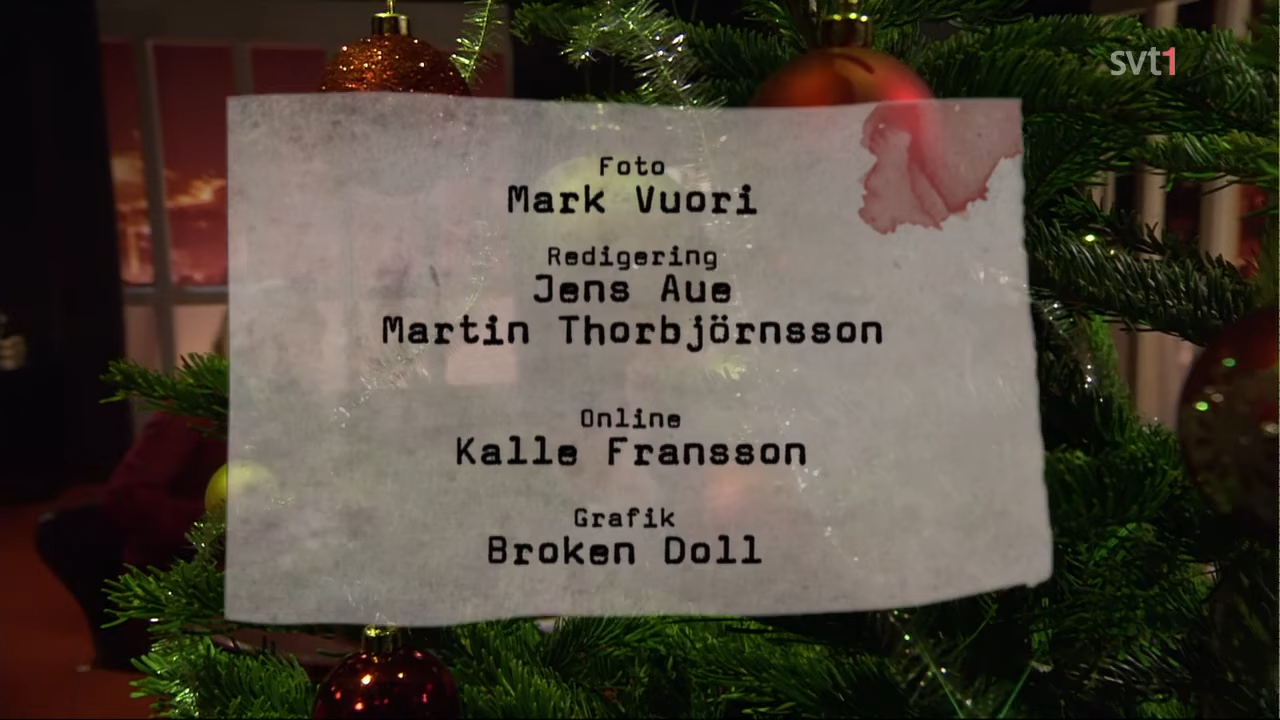 svt1
Foto
Mark Vuori
Redigering
Jens Aue
Martin Thorbjörnsson
Online
Kalle Fransson
Grafik
Broken Doll